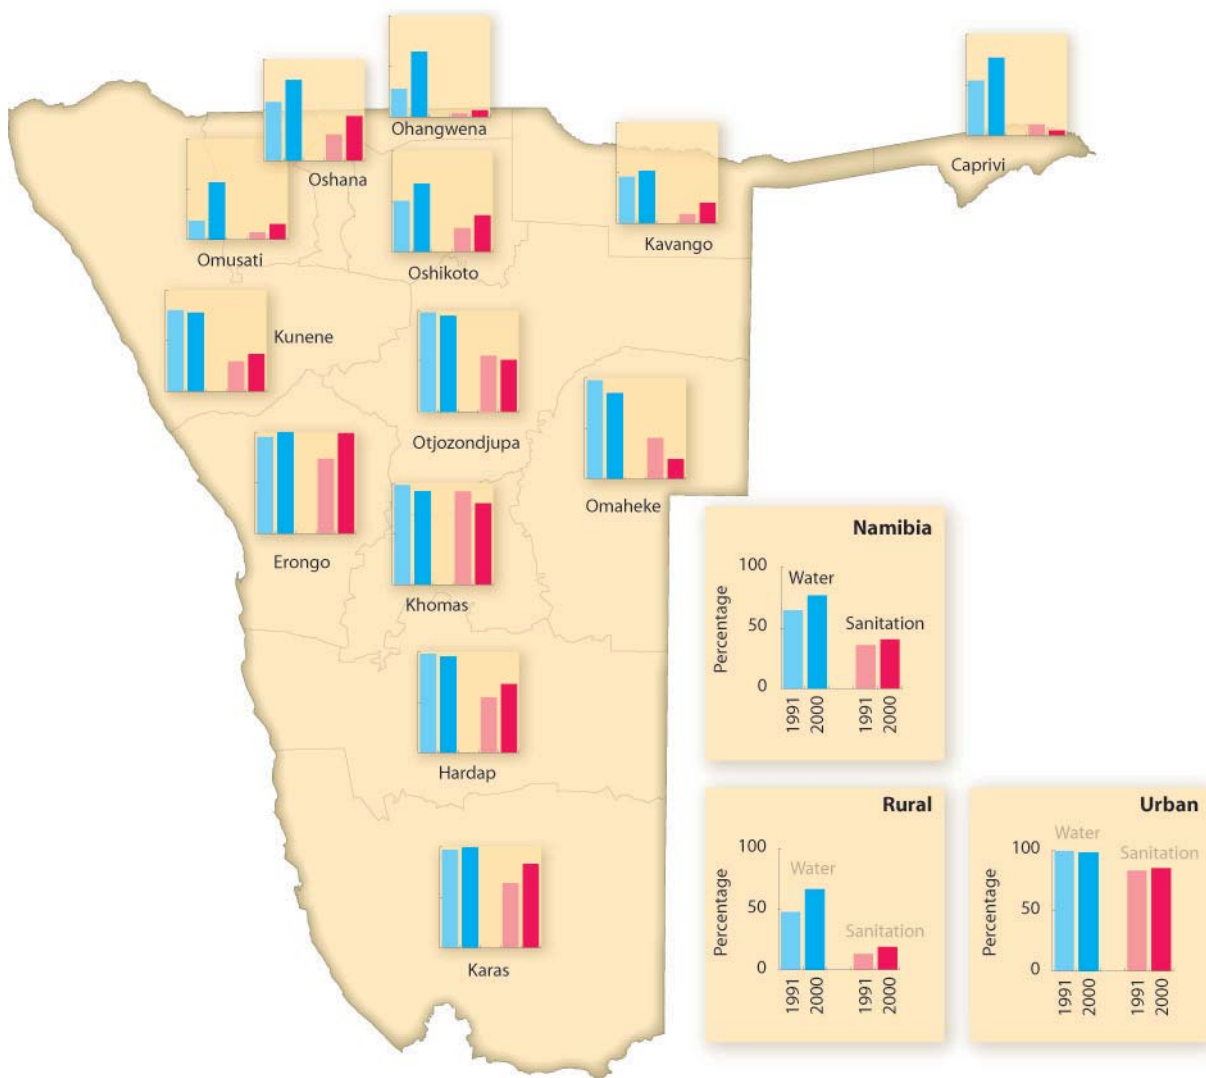 Ohangwena
Oshana
Caprivi
Kavango
Omusati
Oshikoto
Kunene
Otjozondjupa
Omaheke
Erongo
Khomas
Hardap
Karas
Namibia
100
Water
50
Sanitation
0
Percentage
1991
2000
1991
2000
Rural
100
Water
50
Sanitation
0
Percentage
1991
2000
1991
2000
Urban
Water
100
Sanitation
50
0
Percentage
1991
2000
1991
2000